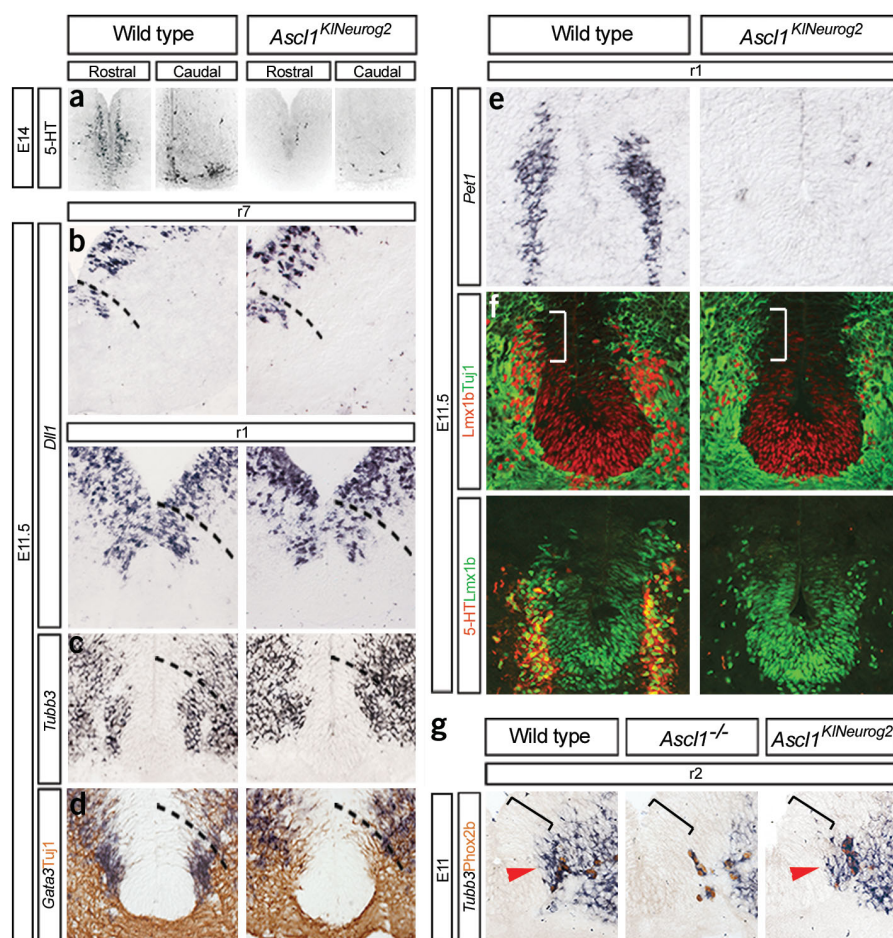 Wild type
Ascl1KINeurog2
Rostral
Caudal
Rostral
Caudal
a
E14
5-HT
r7
b
Dll1
r1
E11.5
c
Tubb3
d
Gata3Tuj1
Wild type
Ascl1KINeurog2
r1
e
Pet1
f
E11.5
Lmx1bTuj1
5-HTLmx1b
g
Wild type
Ascl1-/-
Ascl1KINeurog2
r2
E11
Tubb3Phox2b